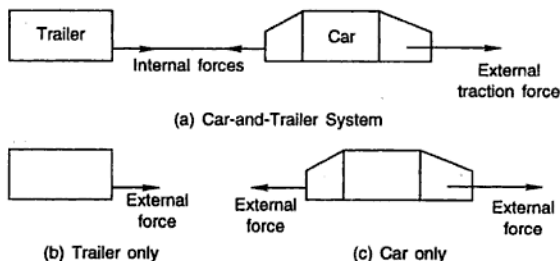 Trailer
Car
Internal forces
External
traction force
(a) Car-and-Trailer System
External
force
External
force
External
force
(b) Trailer only
(c) Car only